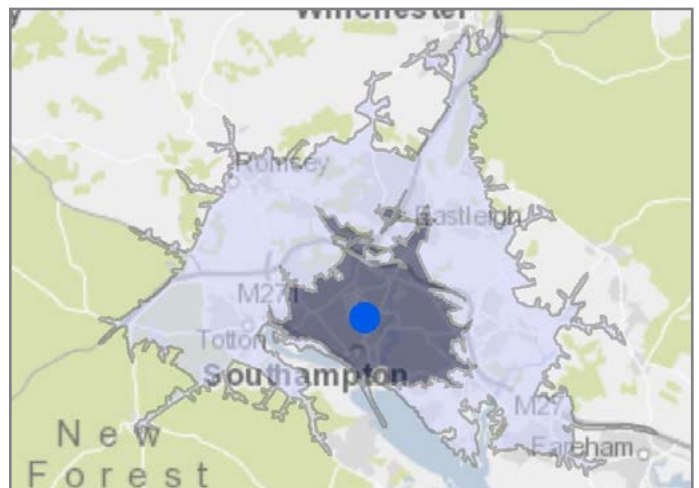 Winchester
Romsey
Eastleigh
M271
Totton
Southampton
M27
New
Fareham
Forest